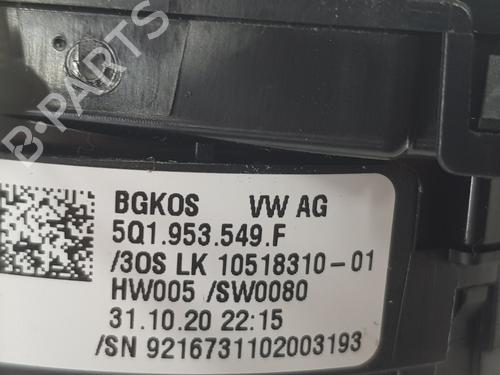 B-PARTS
BGKOS VW AG
5Q1.953.549.F
/3OS LK 10518310-01
HW005 /SW0080
31.10.20 22:15
/SN 9216731102003193